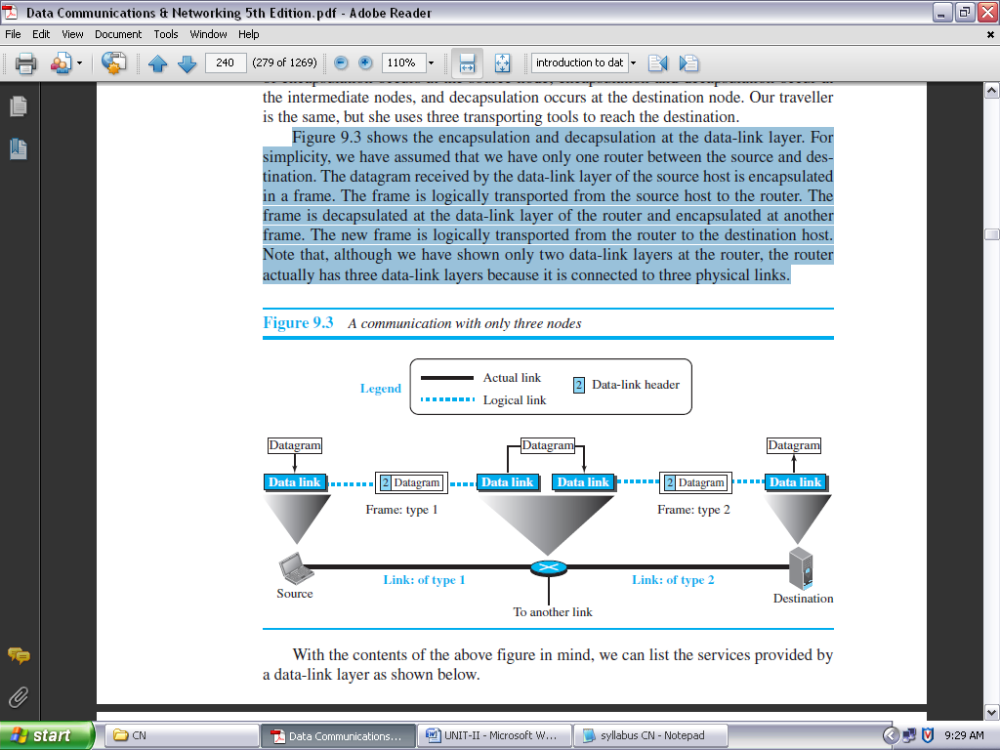 Data Communications & Networking 5th Edition.pdf - Adobe Reader
File Edit View Document Tools Window Help
240 (279 of 1269) 110% introduction to dat
the intermediate nodes, and decapsulation occurs at the destination node. Our traveller
is the same, but she uses three transporting tools to reach the destination.
Figure 9.3 shows the encapsulation and decapsulation at the data-link layer. For
simplicity, we have assumed that we have only one router between the source and des-
tination. The datagram received by the data-link layer of the source host is encapsulated
in a frame. The frame is logically transported from the source host to the router. The
frame is decapsulated at the data-link layer of the router and encapsulated at another
frame. The new frame is logically transported from the router to the destination host.
Note that, although we have shown only two data-link layers at the router, the router
actually has three data-link layers because it is connected to three physical links.
Figure 9.3 A communication with only three nodes
Legend
Actual link
Logical link
2 Data-link header
Datagram Datagram Datagram
Data link 2 Datagram Data link Data link 2 Datagram Data link
Frame: type 1 Frame: type 2
Link: of type 1 Link: of type 2
Source Destination
To another link
With the contents of the above figure in mind, we can list the services provided by
a data-link layer as shown below.
start CN Data Communications... UNIT-II - Microsoft W... syllabus CN - Notepad 9:29 AM